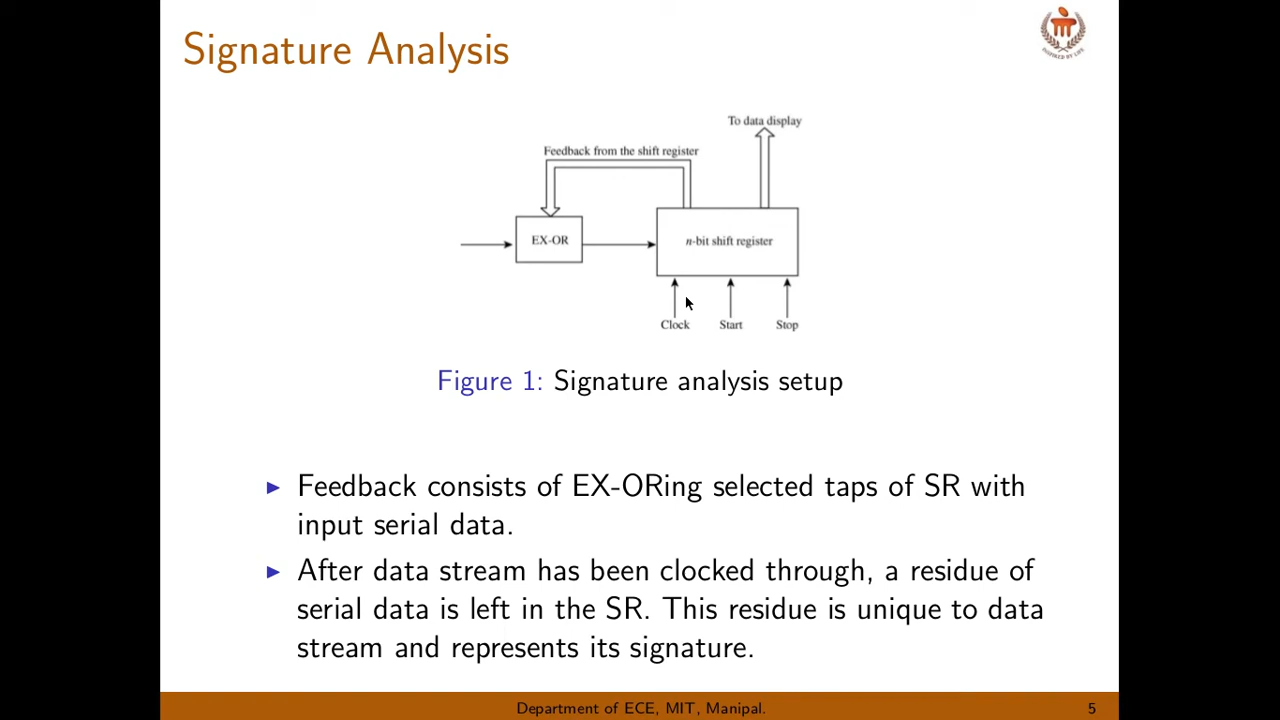 Signature Analysis
INSPIRED BY LIFE
To data display
Feedback from the shift register
EX-OR
n-bit shift register
Clock
Start
Stop
Figure 1: Signature analysis setup
Feedback consists of EX-ORing selected taps of SR with
input serial data.
After data stream has been clocked through, a residue of
serial data is left in the SR. This residue is unique to data
stream and represents its signature.
Department of ECE, MIT, Manipal.
5